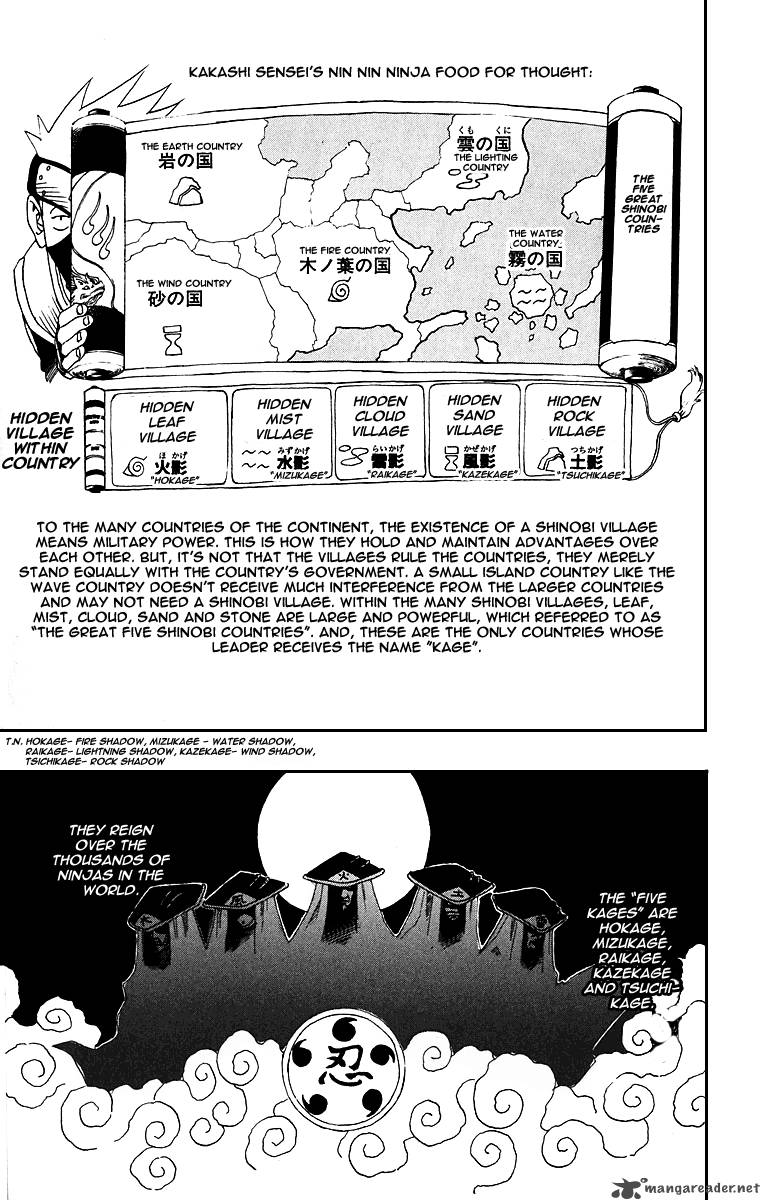 KAKASHI SENSEI'S NIN NIN NINJA FOOD FOR THOUGHT:
THE EARTH COUNTRY
岩の国
くも くに
雲の国
THE LIGHTING
COUNTRY
THE
FIVE
GREAT
SHINOBI
COUN-
TRIES
THE WATER
COUNTRY
霧の国
THE FIRE COUNTRY
木ノ葉の国
THE WIND COUNTRY
砂の国
HIDDEN
VILLAGE
WITHIN
COUNTRY
HIDDEN
LEAF
VILLAGE
ほ かげ
火影
"HOKAGE"
HIDDEN
MIST
VILLAGE
みずかげ
水影
"MIZUKAGE"
HIDDEN
CLOUD
VILLAGE
らいかげ
雷影
"RAIKAGE"
HIDDEN
SAND
VILLAGE
かぜかげ
風影
"KAZEKAGE"
HIDDEN
ROCK
VILLAGE
つちかげ
土影
"TSUCHIKAGE"
TO THE MANY COUNTRIES OF THE CONTINENT, THE EXISTENCE OF A SHINOBI VILLAGE
MEANS MILITARY POWER. THIS IS HOW THEY HOLD AND MAINTAIN ADVANTAGES OVER
EACH OTHER. BUT, IT'S NOT THAT THE VILLAGES RULE THE COUNTRIES, THEY MERELY
STAND EQUALLY WITH THE COUNTRY'S GOVERNMENT. A SMALL ISLAND COUNTRY LIKE THE
WAVE COUNTRY DOESN'T RECEIVE MUCH INTERFERENCE FROM THE LARGER COUNTRIES
AND MAY NOT NEED A SHINOBI VILLAGE. WITHIN THE MANY SHINOBI VILLAGES, LEAF,
MIST, CLOUD, SAND AND STONE ARE LARGE AND POWERFUL, WHICH REFERRED TO AS
"THE GREAT FIVE SHINOBI COUNTRIES". AND, THESE ARE THE ONLY COUNTRIES WHOSE
LEADER RECEIVES THE NAME "KAGE".
T.N. HOKAGE- FIRE SHADOW, MIZUKAGE - WATER SHADOW,
RAIKAGE- LIGHTNING SHADOW, KAZEKAGE- WIND SHADOW,
TSICHIKAGE- ROCK SHADOW
THEY REIGN
OVER THE
THOUSANDS OF
NINJAS IN THE
WORLD.
火
土
THE "FIVE
KAGES" ARE
HOKAGE,
MIZUKAGE,
RAIKAGE,
KAZEKAGE
AND TSUCHI-
KAGE.
忍
mangareader.net